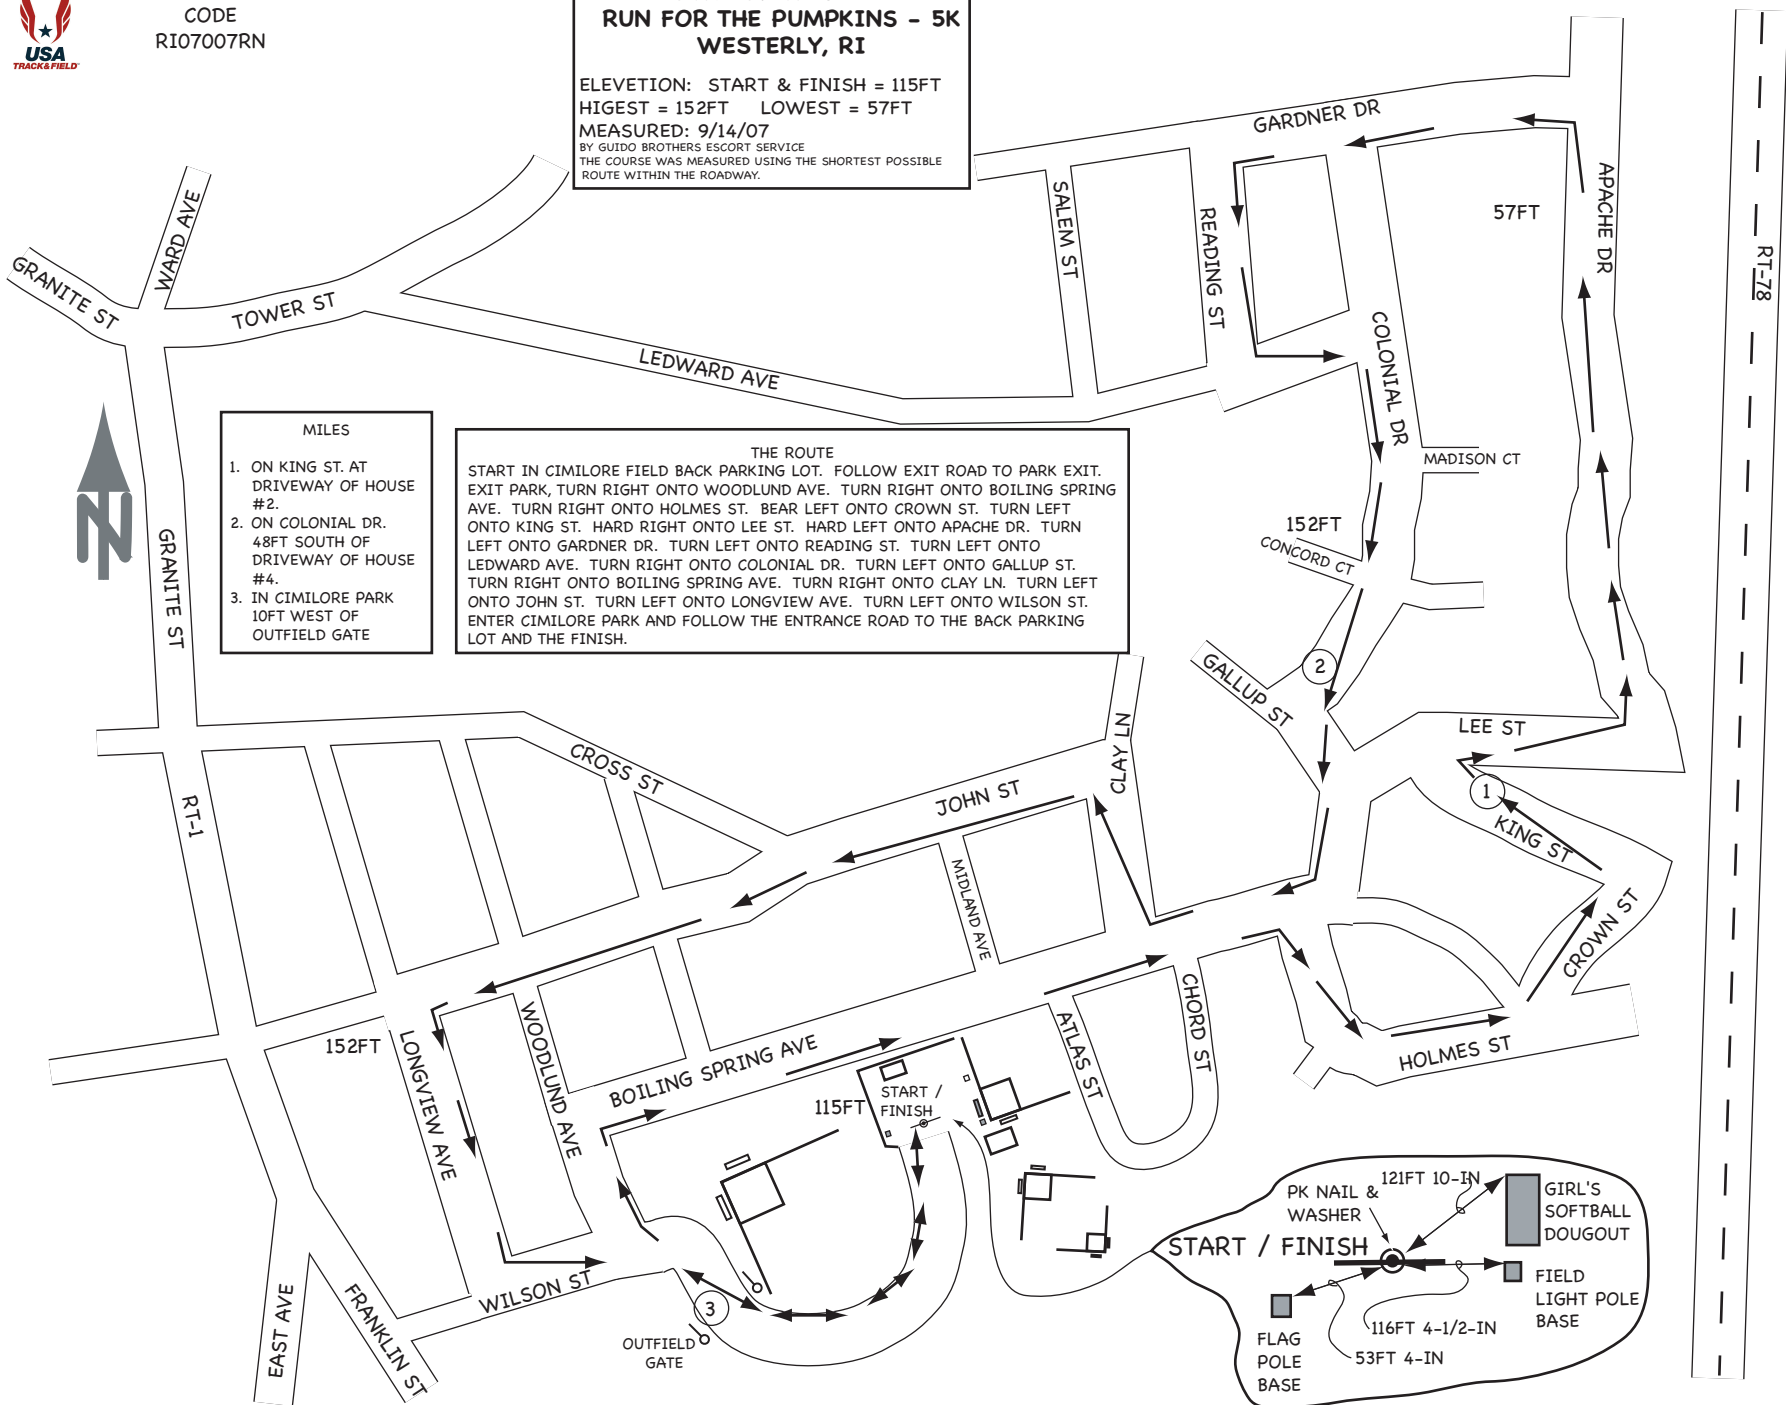 CODE
RI07007RN
USA
TRACK&FIELD
RUN FOR THE PUMPKINS - 5K
WESTERLY, RI
ELEVETION: START & FINISH = 115FT
HIGEST = 152FT LOWEST = 57FT
MEASURED: 9/14/07
BY GUIDO BROTHERS ESCORT SERVICE
THE COURSE WAS MEASURED USING THE SHORTEST POSSIBLE
ROUTE WITHIN THE ROADWAY.
GARDNER DR
APACHE DR
57FT
RT-78
SALEM ST
READING ST
COLONIAL DR
WARD AVE
GRANITE ST
TOWER ST
LEDWARD AVE
MADISON CT
152FT
CONCORD CT
N
GRANITE ST
MILES
1. ON KING ST. AT
DRIVEWAY OF HOUSE
#2.
2. ON COLONIAL DR.
48FT SOUTH OF
DRIVEWAY OF HOUSE
#4.
3. IN CIMILORE PARK
10FT WEST OF
OUTFIELD GATE
THE ROUTE
START IN CIMILORE FIELD BACK PARKING LOT. FOLLOW EXIT ROAD TO PARK EXIT.
EXIT PARK, TURN RIGHT ONTO WOODLUND AVE. TURN RIGHT ONTO BOILING SPRING
AVE. TURN RIGHT ONTO HOLMES ST. BEAR LEFT ONTO CROWN ST. TURN LEFT
ONTO KING ST. HARD RIGHT ONTO LEE ST. HARD LEFT ONTO APACHE DR. TURN
LEFT ONTO GARDNER DR. TURN LEFT ONTO READING ST. TURN LEFT ONTO
LEDWARD AVE. TURN RIGHT ONTO COLONIAL DR. TURN LEFT ONTO GALLUP ST.
TURN RIGHT ONTO BOILING SPRING AVE. TURN RIGHT ONTO CLAY LN. TURN LEFT
ONTO JOHN ST. TURN LEFT ONTO LONGVIEW AVE. TURN LEFT ONTO WILSON ST.
ENTER CIMILORE PARK AND FOLLOW THE ENTRANCE ROAD TO THE BACK PARKING
LOT AND THE FINISH.
2
GALLUP ST
LEE ST
CLAY LN
CROSS ST
JOHN ST
RT-1
1
KING ST
MIDLAND AVE
CROWN ST
CHORD ST
ATLAS ST
HOLMES ST
152FT
LONGVIEW AVE
WOODLUND AVE
BOILING SPRING AVE
115FT
START /
FINISH
3
WILSON ST
OUTFIELD
GATE
EAST AVE
FRANKLIN ST
121FT 10-IN
PK NAIL &
WASHER
GIRL'S
SOFTBALL
DOUGOUT
START / FINISH
FIELD
LIGHT POLE
BASE
116FT 4-1/2-IN
53FT 4-IN
FLAG
POLE
BASE